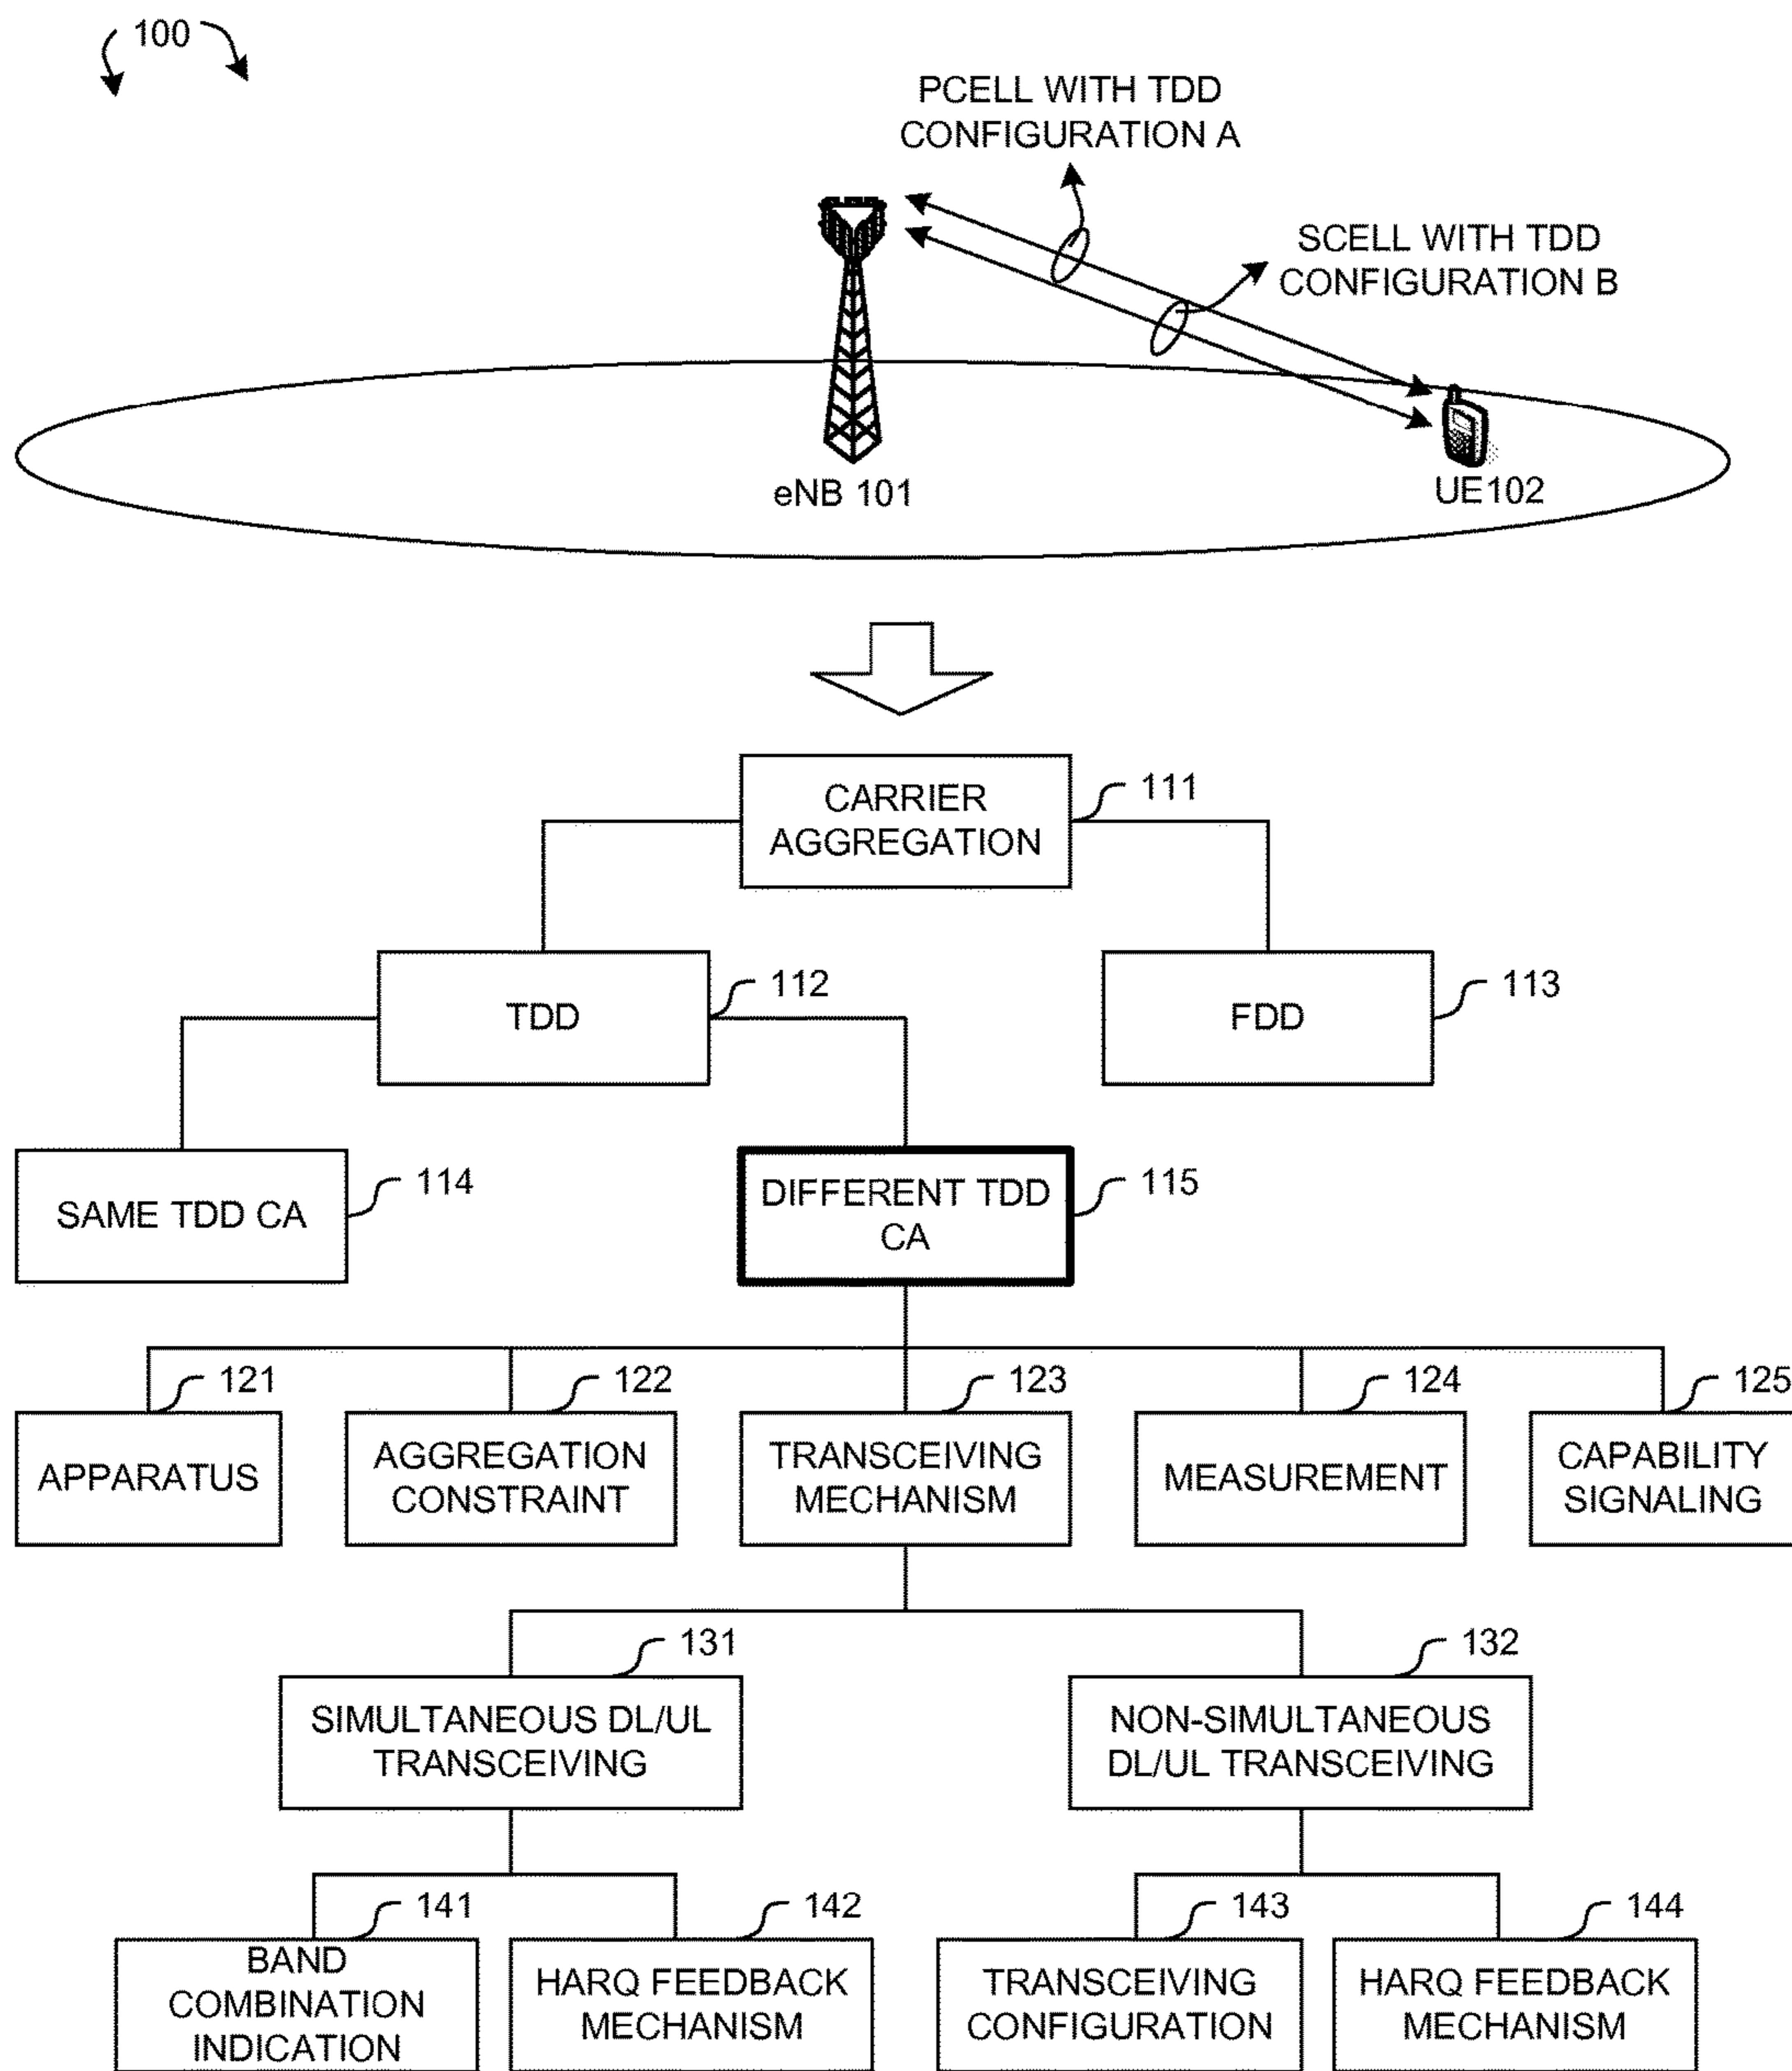 100
PCELL WITH TDD
CONFIGURATION A
SCELL WITH TDD
CONFIGURATION B
eNB 101
UE102
CARRIER
AGGREGATION
111
TDD
112
FDD
113
SAME TDD CA
114
DIFFERENT TDD
CA
115
121
APPARATUS
122
AGGREGATION
CONSTRAINT
123
TRANSCEIVING
MECHANISM
124
MEASUREMENT
125
CAPABILITY
SIGNALING
131
SIMULTANEOUS DL/UL
TRANSCEIVING
132
NON-SIMULTANEOUS
DL/UL TRANSCEIVING
141
BAND
COMBINATION
INDICATION
142
HARQ FEEDBACK
MECHANISM
143
TRANSCEIVING
CONFIGURATION
144
HARQ FEEDBACK
MECHANISM